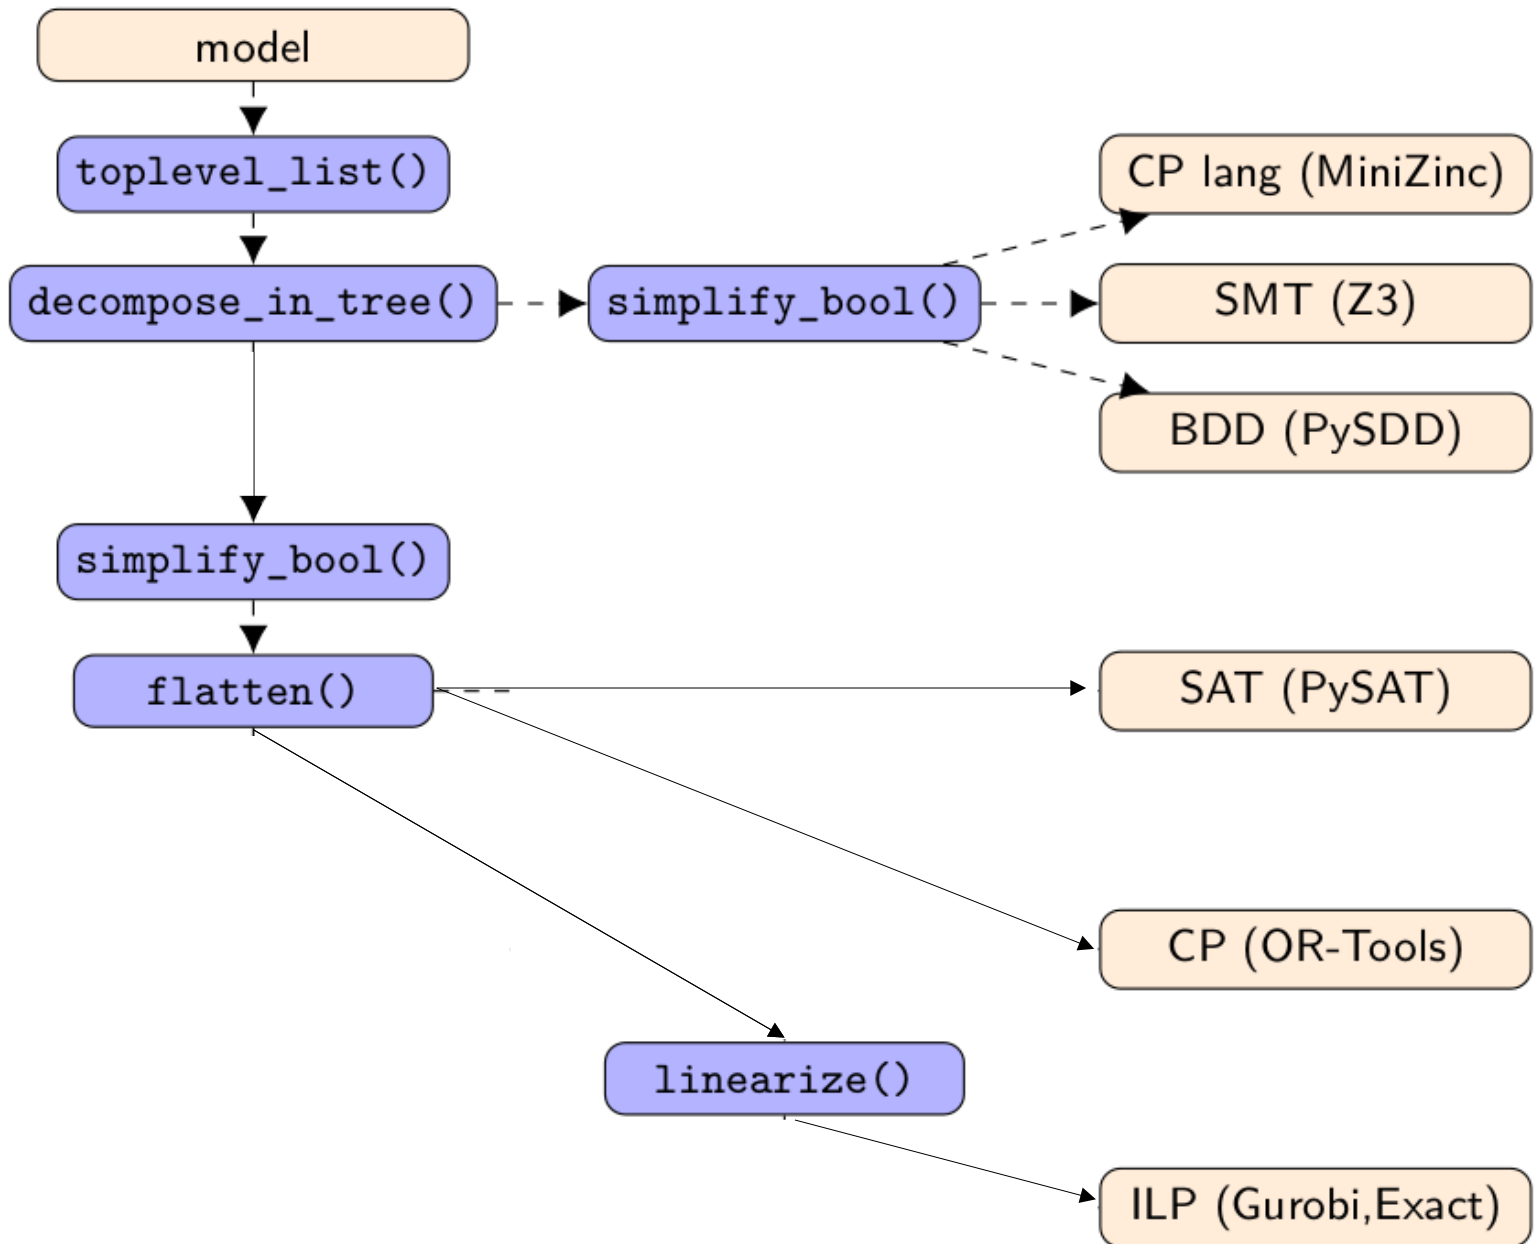 model
toplevel_list()
CP lang (MiniZinc)
decompose_in_tree()
simplify_bool()
SMT (Z3)
BDD (PySDD)
simplify_bool()
flatten()
SAT (PySAT)
CP (OR-Tools)
linearize()
ILP (Gurobi,Exact)